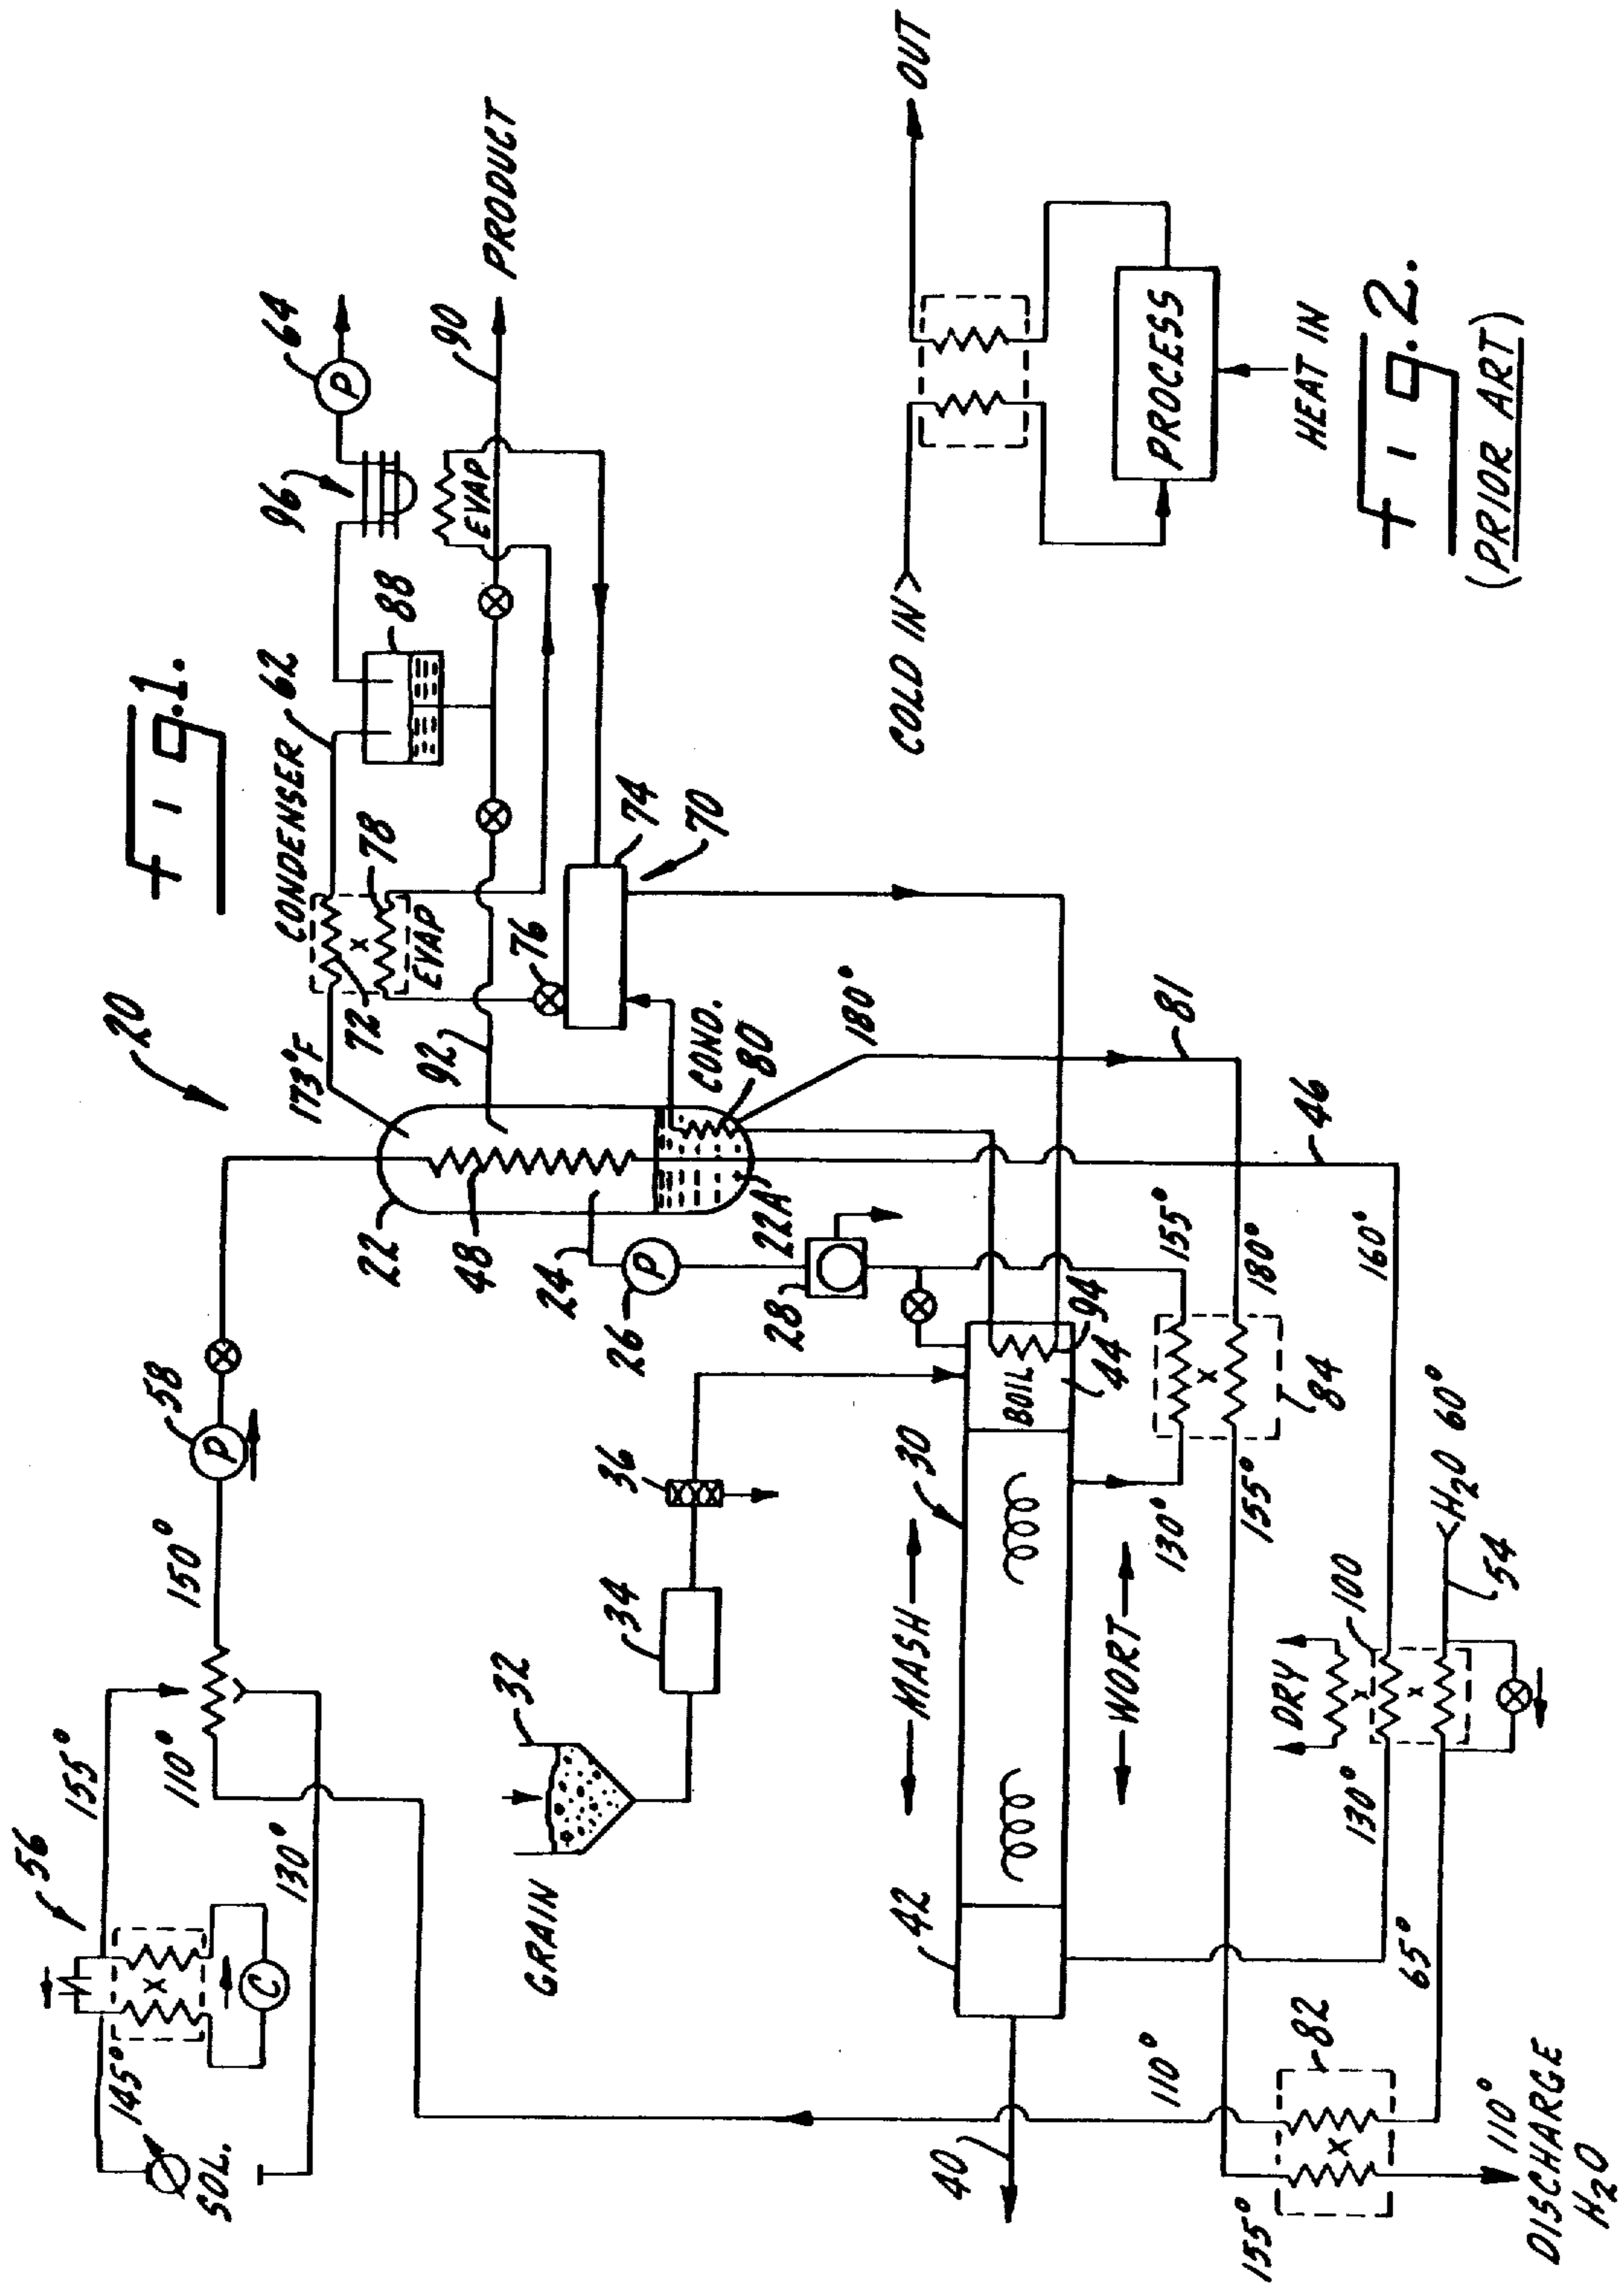 Fig.1.
20
56
155°
145°
SOL.
130°
110°
150°
58
P
C
22
48
24
26
P
22A
28
173°F
CONDENSER
62
72
78
EVAP
76
74
70
88
96
64
P
EVAP
90
PRODUCT
92
COND.
80
180°
81
46
GRAIN
32
34
36
MASH
30
BOIL
44
94
42
40
WORT
130°
155°
155°
180°
84
160°
DRY
100
130°
65°
H2O 60°
54
110°
82
155°
110°
DISCHARGE
H2O
X
X
X
X
X
X
COLD IN
OUT
PROCESS
HEAT IN
Fig.2.
(PRIOR ART)